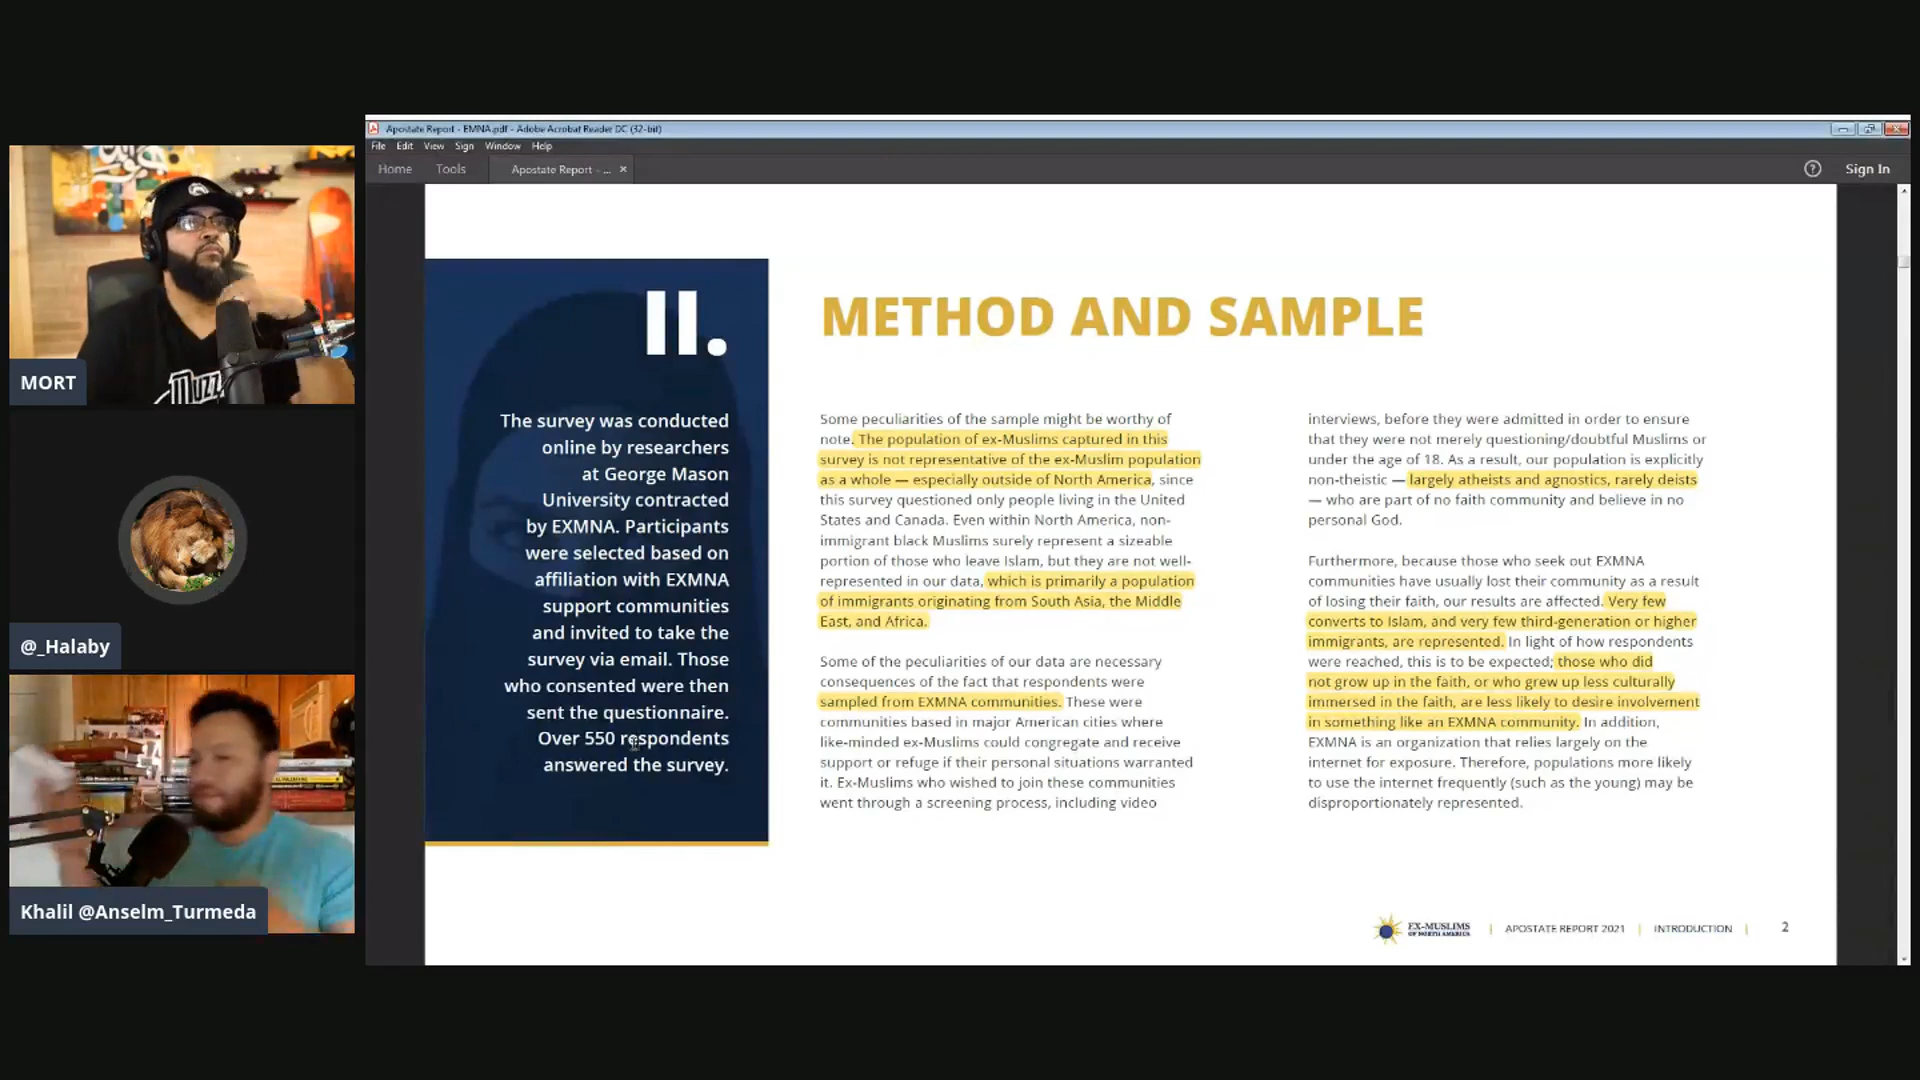 Apostate Report - EMNA.pdf - Adobe Acrobat Reader DC (32-bit)
File Edit View Sign Window Help
Home Tools Apostate Report - ... × Sign In
MORT
@_Halaby
Khalil @Anselm_Turmeda
II.
The survey was conducted
online by researchers
at George Mason
University contracted
by EXMNA. Participants
were selected based on
affiliation with EXMNA
support communities
and invited to take the
survey via email. Those
who consented were then
sent the questionnaire.
Over 550 respondents
answered the survey.
METHOD AND SAMPLE
Some peculiarities of the sample might be worthy of
note. The population of ex-Muslims captured in this
survey is not representative of the ex-Muslim population
as a whole — especially outside of North America, since
this survey questioned only people living in the United
States and Canada. Even within North America, non-
immigrant black Muslims surely represent a sizeable
portion of those who leave Islam, but they are not well-
represented in our data, which is primarily a population
of immigrants originating from South Asia, the Middle
East, and Africa.
Some of the peculiarities of our data are necessary
consequences of the fact that respondents were
sampled from EXMNA communities. These were
communities based in major American cities where
like-minded ex-Muslims could congregate and receive
support or refuge if their personal situations warranted
it. Ex-Muslims who wished to join these communities
went through a screening process, including video
interviews, before they were admitted in order to ensure
that they were not merely questioning/doubtful Muslims or
under the age of 18. As a result, our population is explicitly
non-theistic — largely atheists and agnostics, rarely deists
— who are part of no faith community and believe in no
personal God.
Furthermore, because those who seek out EXMNA
communities have usually lost their community as a result
of losing their faith, our results are affected. Very few
converts to Islam, and very few third-generation or higher
immigrants, are represented. In light of how respondents
were reached, this is to be expected; those who did
not grow up in the faith, or who grew up less culturally
immersed in the faith, are less likely to desire involvement
in something like an EXMNA community. In addition,
EXMNA is an organization that relies largely on the
internet for exposure. Therefore, populations more likely
to use the internet frequently (such as the young) may be
disproportionately represented.
EX-MUSLIMS
OF NORTH AMERICA
| APOSTATE REPORT 2021 | INTRODUCTION | 2